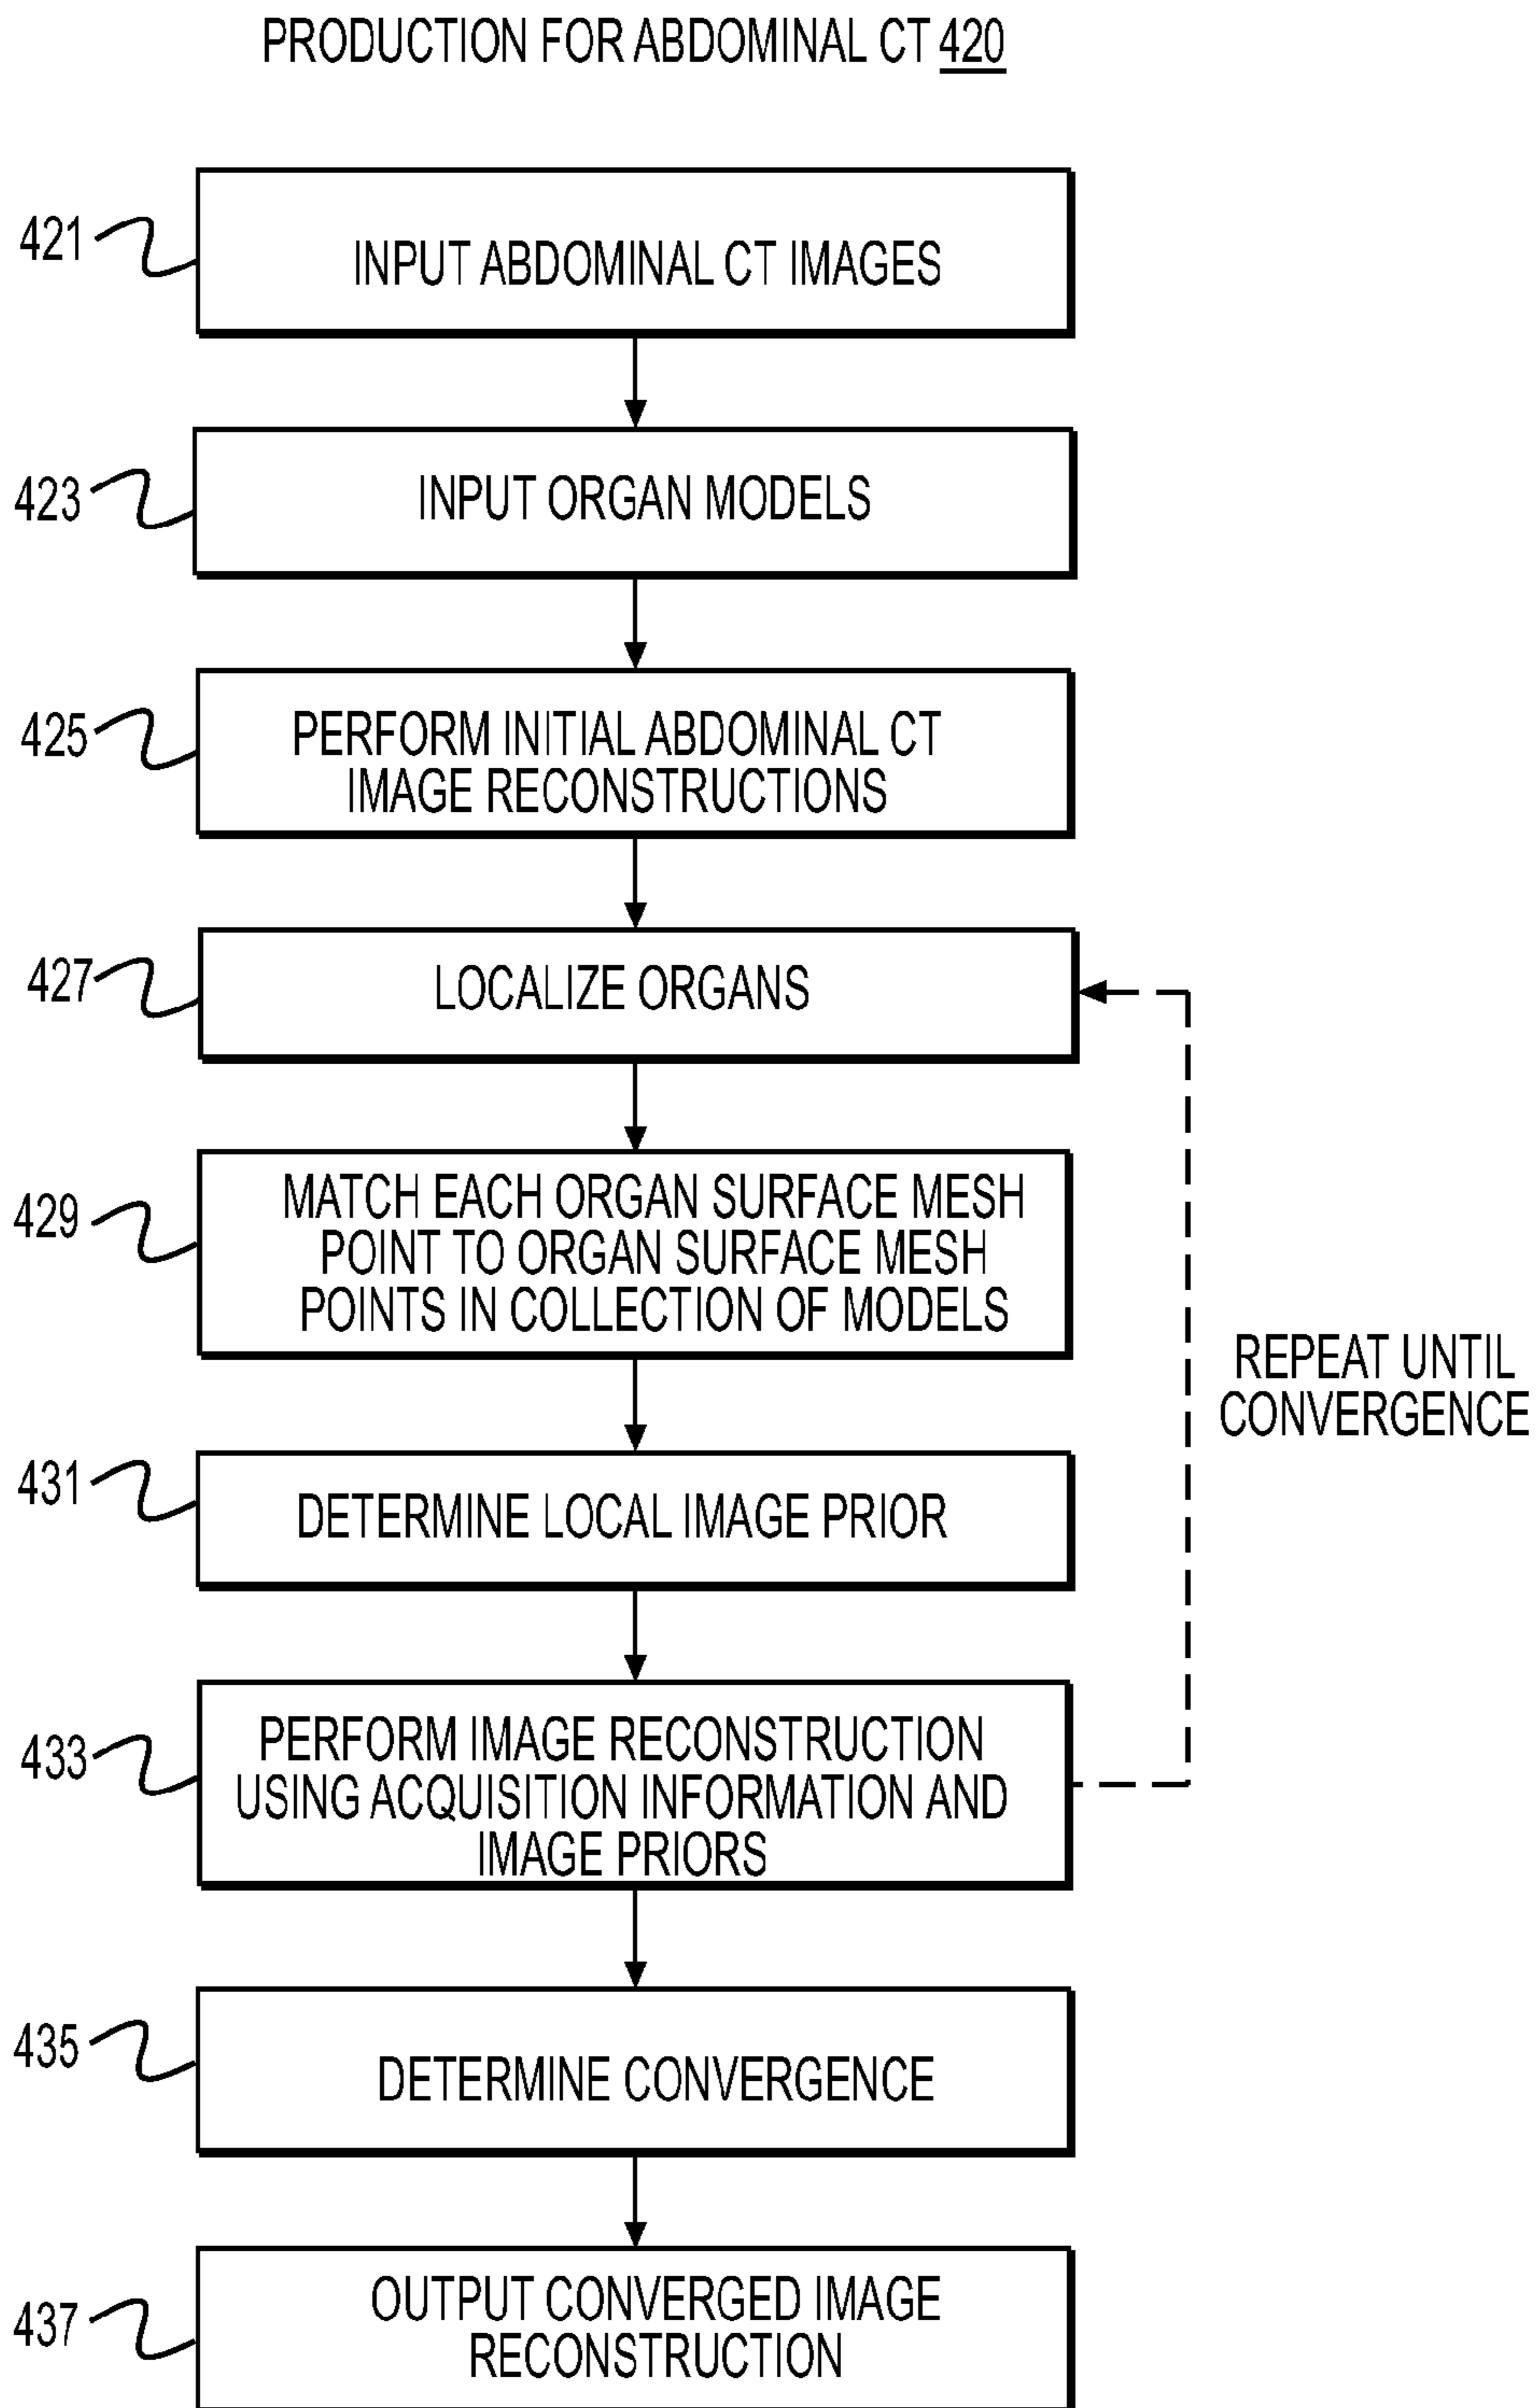 PRODUCTION FOR ABDOMINAL CT 420
421
INPUT ABDOMINAL CT IMAGES
423
INPUT ORGAN MODELS
425
PERFORM INITIAL ABDOMINAL CT
IMAGE RECONSTRUCTIONS
427
LOCALIZE ORGANS
429
MATCH EACH ORGAN SURFACE MESH
POINT TO ORGAN SURFACE MESH
POINTS IN COLLECTION OF MODELS
REPEAT UNTIL
CONVERGENCE
431
DETERMINE LOCAL IMAGE PRIOR
433
PERFORM IMAGE RECONSTRUCTION
USING ACQUISITION INFORMATION AND
IMAGE PRIORS
435
DETERMINE CONVERGENCE
437
OUTPUT CONVERGED IMAGE
RECONSTRUCTION